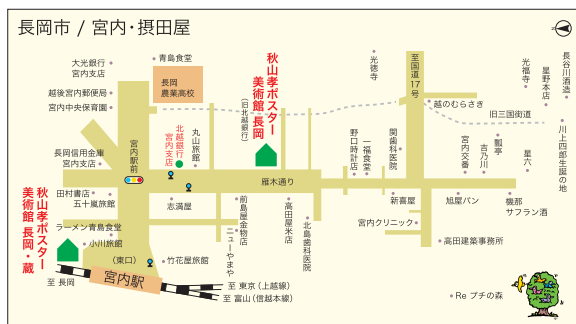 長岡市 / 宮内・摂田屋
大光銀行
宮内支店
青島食堂
長岡
農業高校
越後宮内郵便局
宮内中央保育園
長岡信用金庫
宮内支店
宮内駅前
北越銀行
宮内支店
丸山旅館
秋山孝ポスター
美術館 長岡
(旧北越銀行)
光徳寺
至国道17号
越のむらさき
旧三国街道
光福寺
星野本店
長谷川酒造
川上四郎生誕の地
野口時計店
一福食堂
関歯科医院
宮内交番
吉乃川
瓢亭
星六
雁木通り
田村書店
五十嵐旅館
志満屋
前島屋金物店
ニューやまや
高田屋米店
北島歯科医院
新喜屋
旭屋パン
機那
サフラン酒
宮内クリニック
高田建築事務所
秋山孝ポスター
美術館 長岡・蔵
ラーメン青島食堂
小川旅館
(東口)
竹花屋旅館
宮内駅
至 長岡
至 東京(上越線)
至 富山(信越本線)
Re プチの森